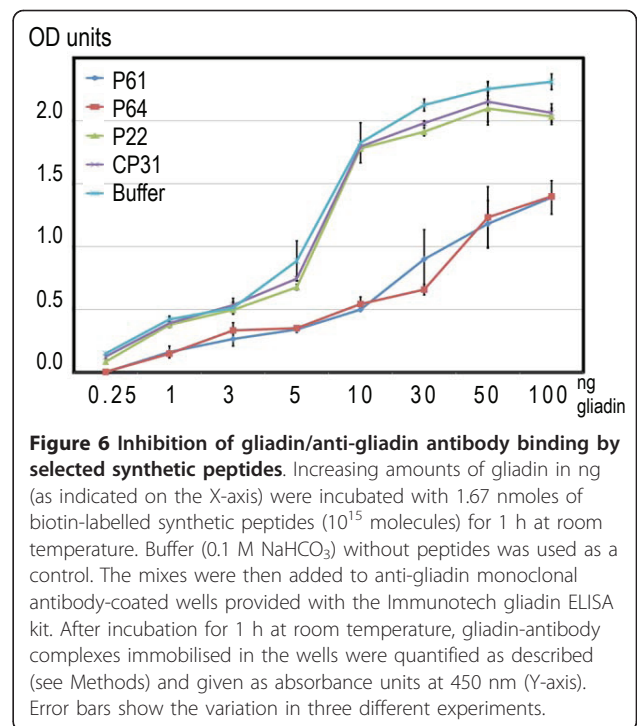 OD units
P61
P64
P22
CP31
Buffer
2.0
1.5
1.0
0.5
0.0
0.25 1 3 5 10 30 50 100 ng gliadin
Figure 6 Inhibition of gliadin/anti-gliadin antibody binding by
selected synthetic peptides. Increasing amounts of gliadin in ng
(as indicated on the X-axis) were incubated with 1.67 nmoles of
biotin-labelled synthetic peptides (10¹⁵ molecules) for 1 h at room
temperature. Buffer (0.1 M NaHCO₃) without peptides was used as a
control. The mixes were then added to anti-gliadin monoclonal
antibody-coated wells provided with the Immunotech gliadin ELISA
kit. After incubation for 1 h at room temperature, gliadin-antibody
complexes immobilised in the wells were quantified as described
(see Methods) and given as absorbance units at 450 nm (Y-axis).
Error bars show the variation in three different experiments.